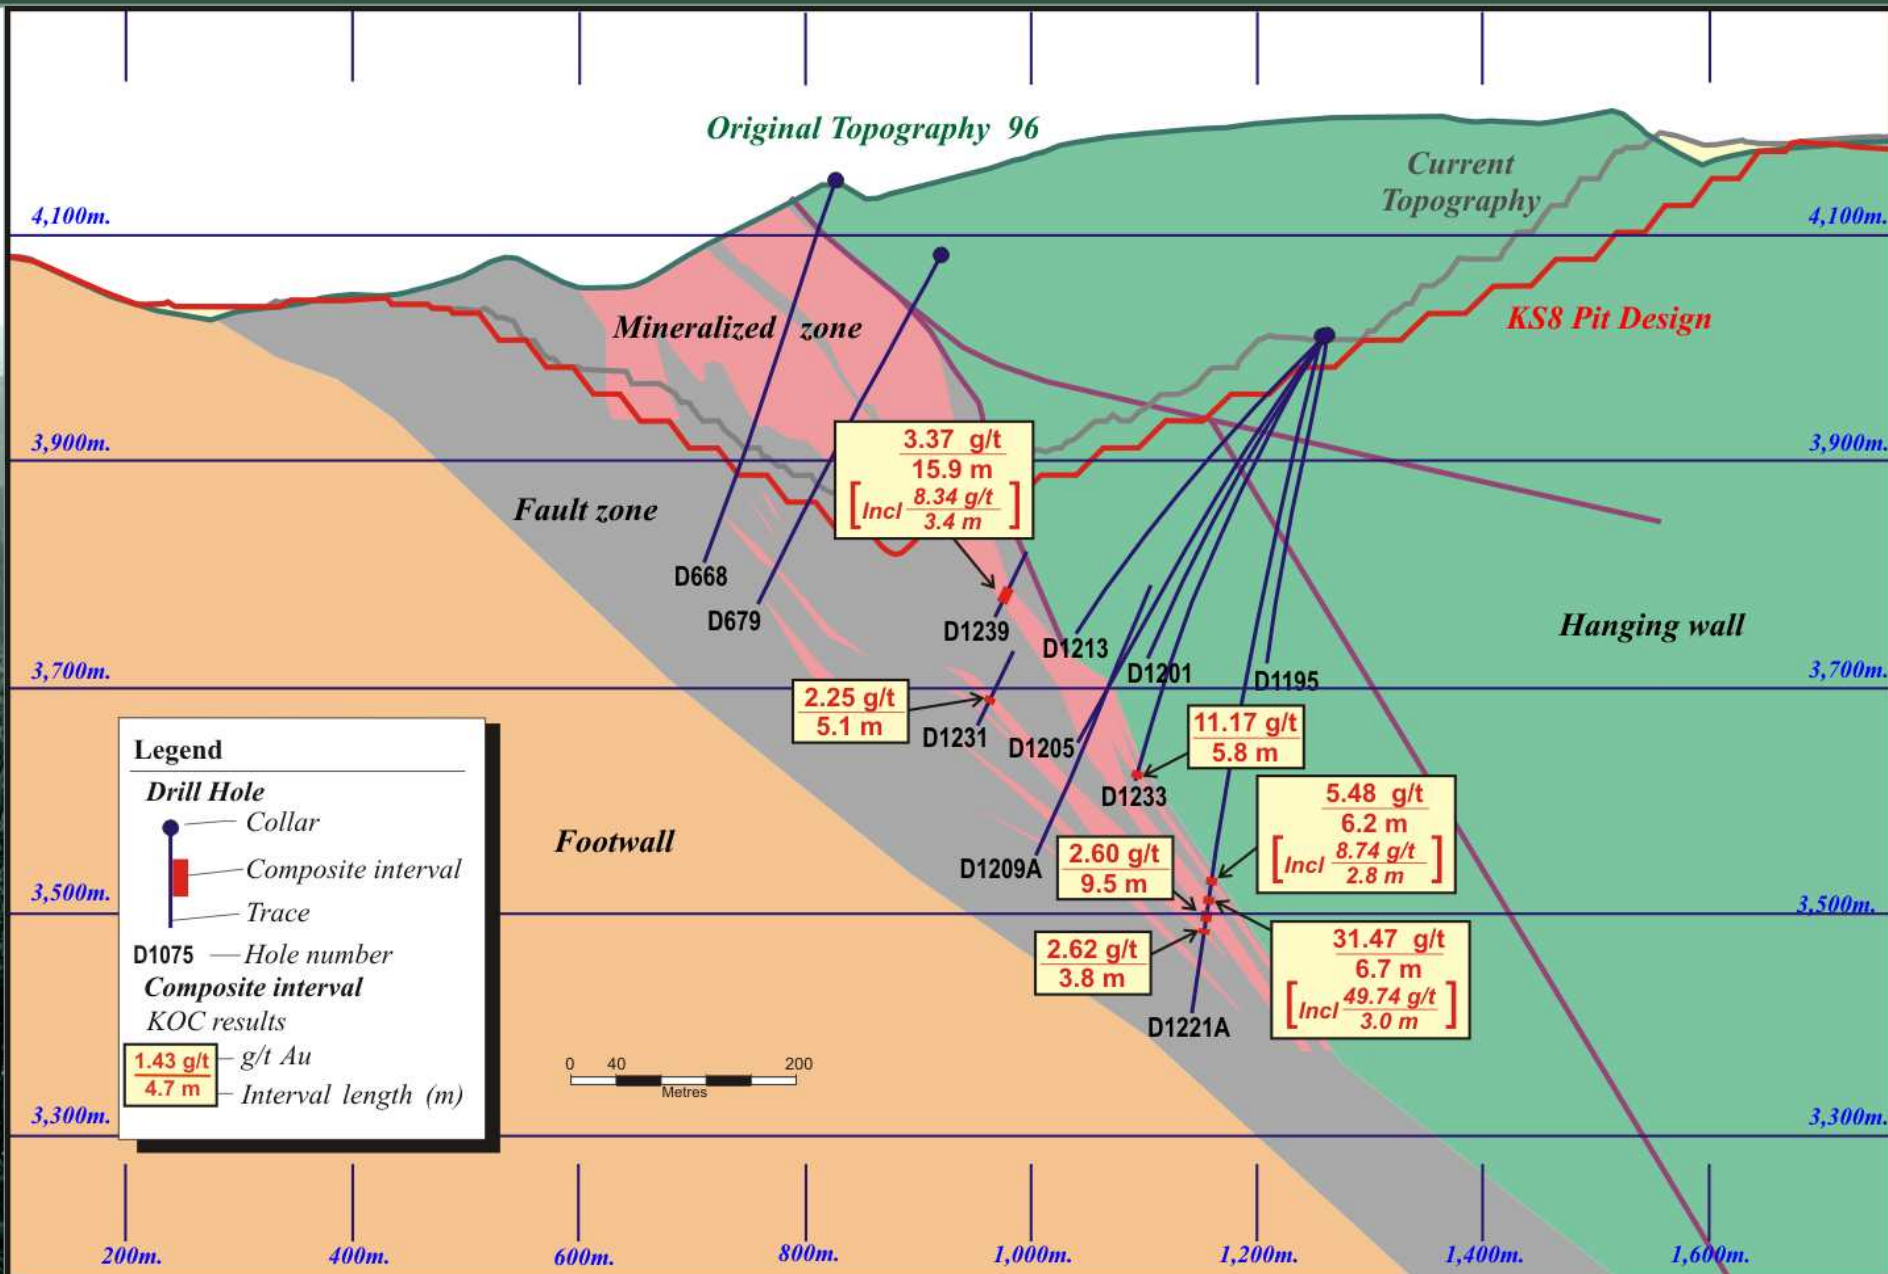 Original Topography 96
Current
Topography
4,100m.
4,100m.
KS8 Pit Design
Mineralized zone
3.37 g/t
15.9 m
[Incl 8.34 g/t
3.4 m]
3,900m.
3,900m.
Fault zone
D668
D679
D1239
D1213
D1201
D1195
Hanging wall
3,700m.
3,700m.
2.25 g/t
5.1 m
D1231
D1205
11.17 g/t
5.8 m
D1233
5.48 g/t
6.2 m
[Incl 8.74 g/t
2.8 m]
Footwall
D1209A
2.60 g/t
9.5 m
3,500m.
3,500m.
2.62 g/t
3.8 m
31.47 g/t
6.7 m
[Incl 49.74 g/t
3.0 m]
D1221A
Legend
Drill Hole
Collar
Composite interval
Trace
D1075 Hole number
Composite interval
KOC results
1.43 g/t g/t Au
4.7 m Interval length (m)
0 40 200
Metres
3,300m.
3,300m.
200m. 400m. 600m. 800m. 1,000m. 1,200m. 1,400m. 1,600m.